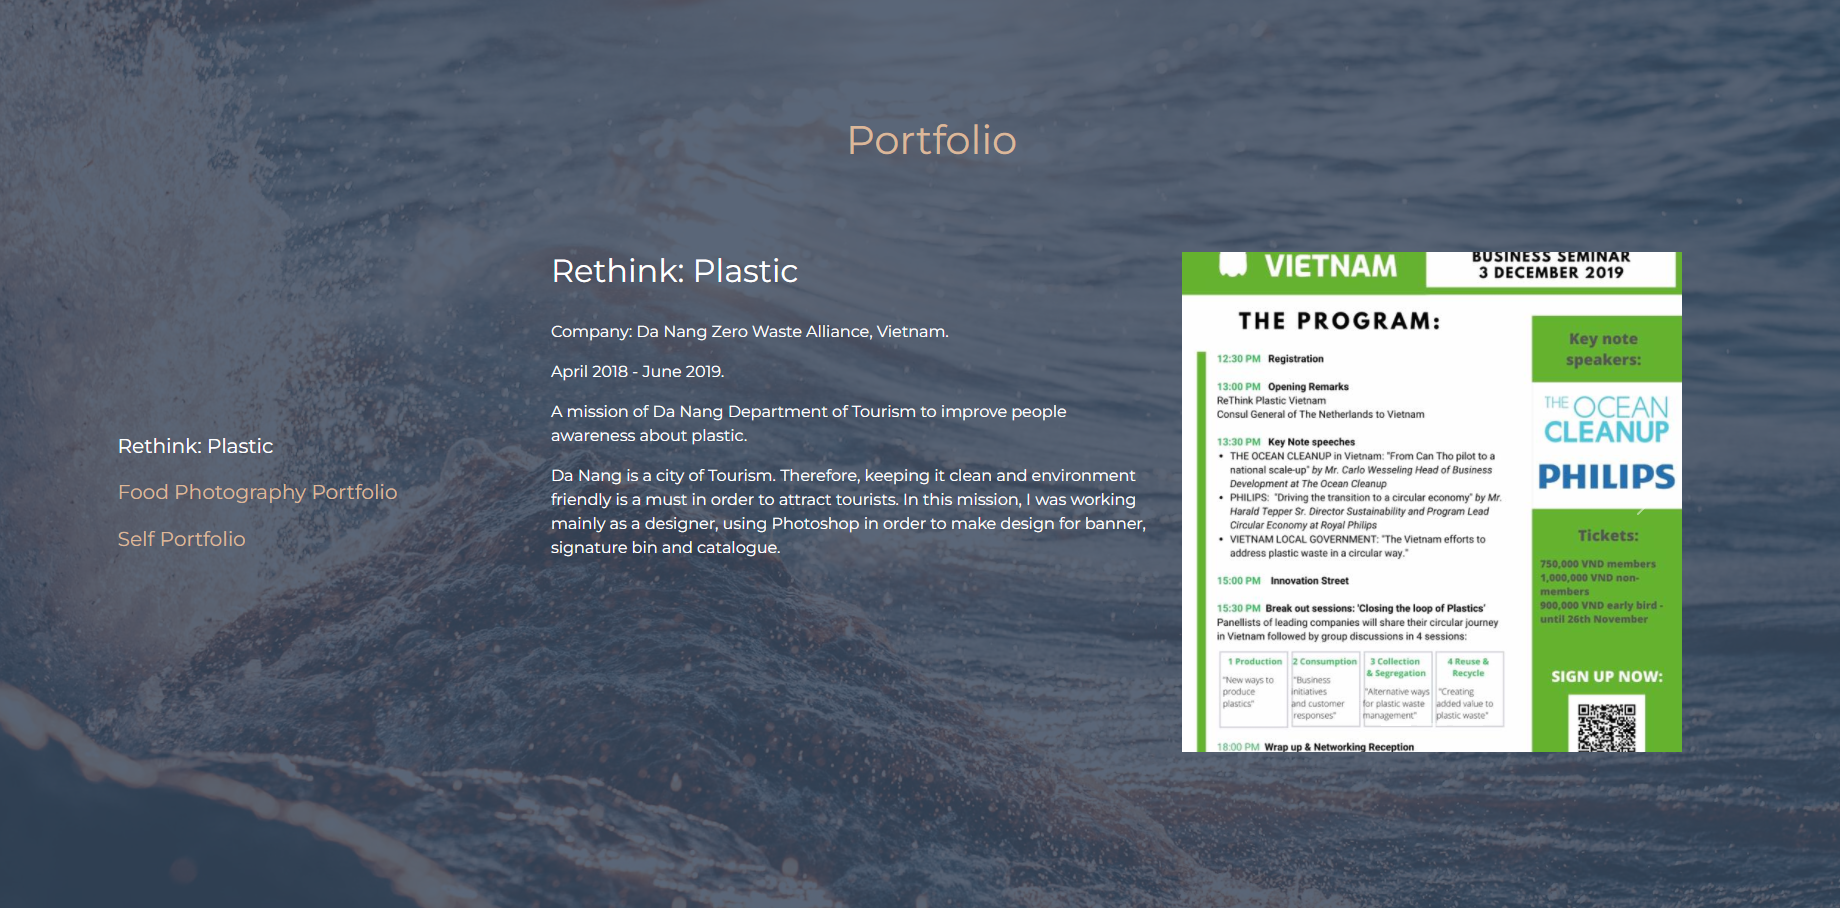 Portfolio
Rethink: Plastic
Food Photography Portfolio
Self Portfolio
Rethink: Plastic
Company: Da Nang Zero Waste Alliance, Vietnam.
April 2018 - June 2019.
A mission of Da Nang Department of Tourism to improve people
awareness about plastic.
Da Nang is a city of Tourism. Therefore, keeping it clean and environment
friendly is a must in order to attract tourists. In this mission, I was working
mainly as a designer, using Photoshop in order to make design for banner,
signature bin and catalogue.
VIETNAM
BUSINESS SEMINAR
3 DECEMBER 2019
THE PROGRAM:
12:30 PM Registration
13:00 PM Opening Remarks
ReThink Plastic Vietnam
Consul General of The Netherlands to Vietnam
13:30 PM Key Note speeches
• THE OCEAN CLEANUP in Vietnam: "From Can Tho pilot to a
national scale-up" by Mr. Carlo Wesseling Head of Business
Development at The Ocean Cleanup
• PHILIPS: "Driving the transition to a circular economy" by Mr.
Harald Tepper Sr. Director Sustainability and Program Lead
Circular Economy at Royal Philips
• VIETNAM LOCAL GOVERNMENT: "The Vietnam efforts to
address plastic waste in a circular way."
15:00 PM Innovation Street
15:30 PM Break out sessions: 'Closing the loop of Plastics'
Panellists of leading companies will share their circular journey
in Vietnam followed by group discussions in 4 sessions:
1 Production
"New ways to
produce
plastics"
2 Consumption
"Business
initiatives
and customer
responses"
3 Collection
& Segregation
"Alternative ways
for plastic waste
management"
4 Reuse &
Recycle
"Creating
added value to
plastic waste"
18:00 PM Wrap up & Networking Reception
Key note
speakers:
THE OCEAN
CLEANUP
PHILIPS
Tickets:
750,000 VND members
1,000,000 VND non-
members
900,000 VND early bird -
until 26th November
SIGN UP NOW: